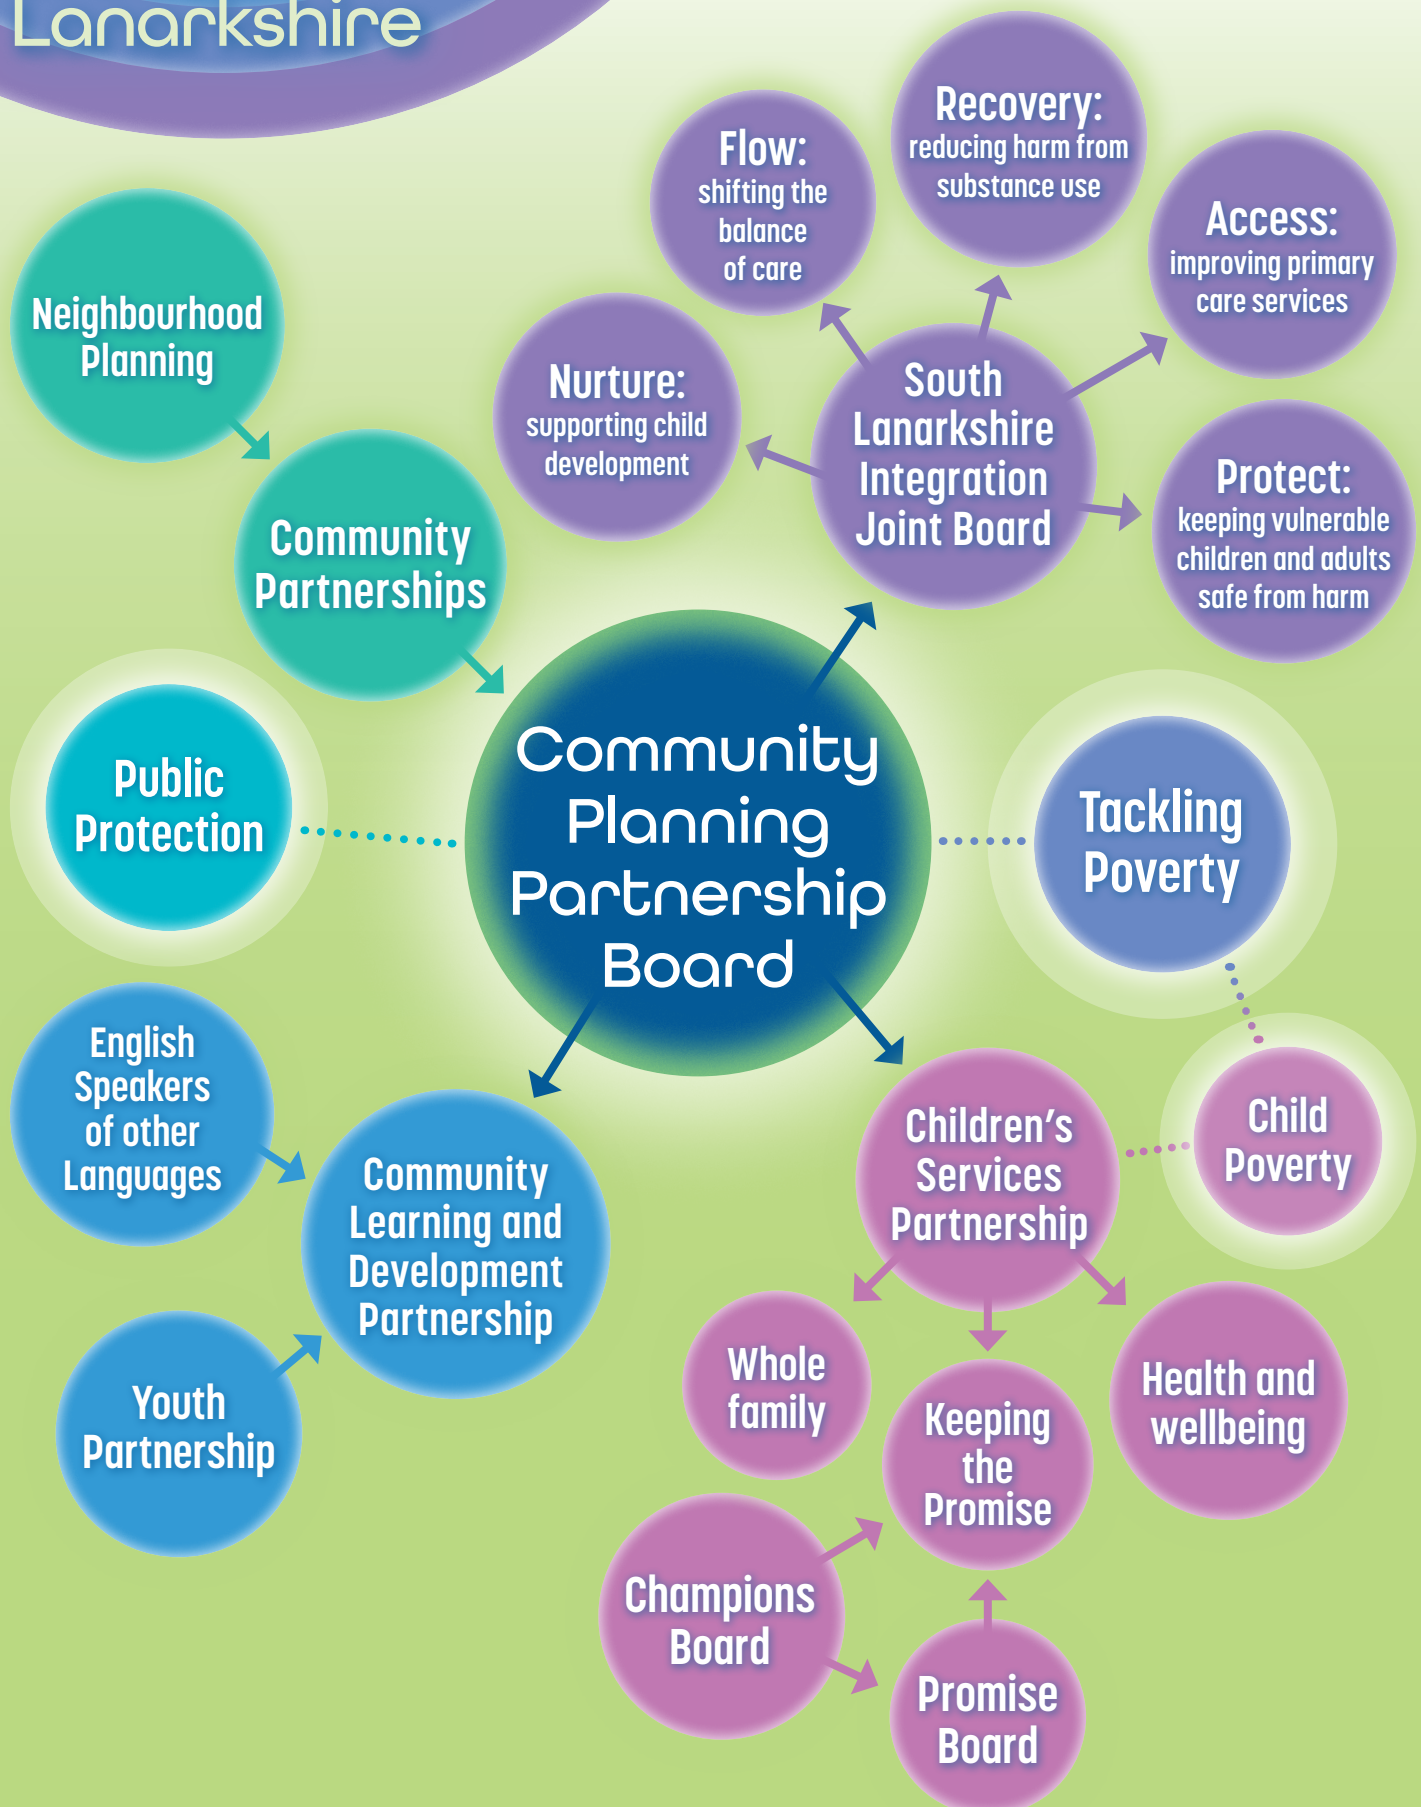 Lanarkshire
Recovery:
reducing harm from
substance use
Flow:
shifting the
balance
of care
Access:
improving primary
care services
Neighbourhood
Planning
Nurture:
supporting child
development
South
Lanarkshire
Integration
Joint Board
Protect:
keeping vulnerable
children and adults
safe from harm
Community
Partnerships
Public
Protection
Community
Planning
Partnership
Board
Tackling
Poverty
English
Speakers
of other
Languages
Community
Learning and
Development
Partnership
Children's
Services
Partnership
Child
Poverty
Youth
Partnership
Whole
family
Keeping
the
Promise
Health and
wellbeing
Champions
Board
Promise
Board